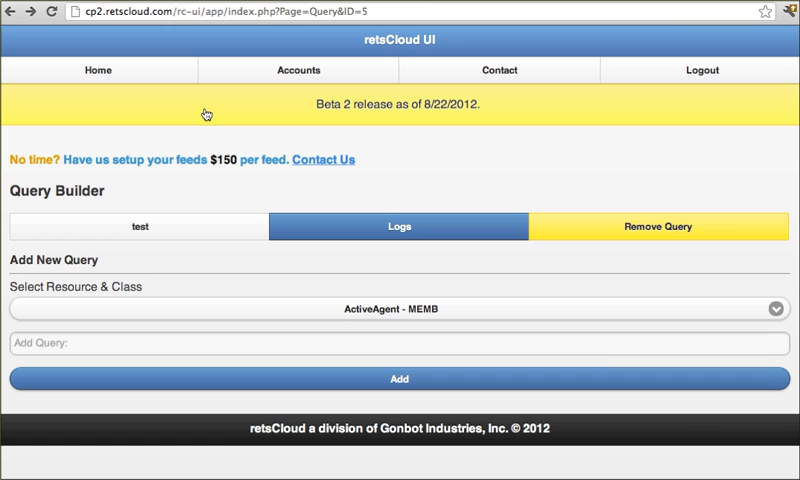 cp2.retscloud.com/rc-ui/app/index.php?Page=Query&ID=5
retsCloud UI
Home Accounts Contact Logout
Beta 2 release as of 8/22/2012.
No time? Have us setup your feeds $150 per feed. Contact Us
Query Builder
test Logs Remove Query
Add New Query
Select Resource & Class
ActiveAgent - MEMB
Add Query:
Add
retsCloud a division of Gonbot Industries, Inc. © 2012